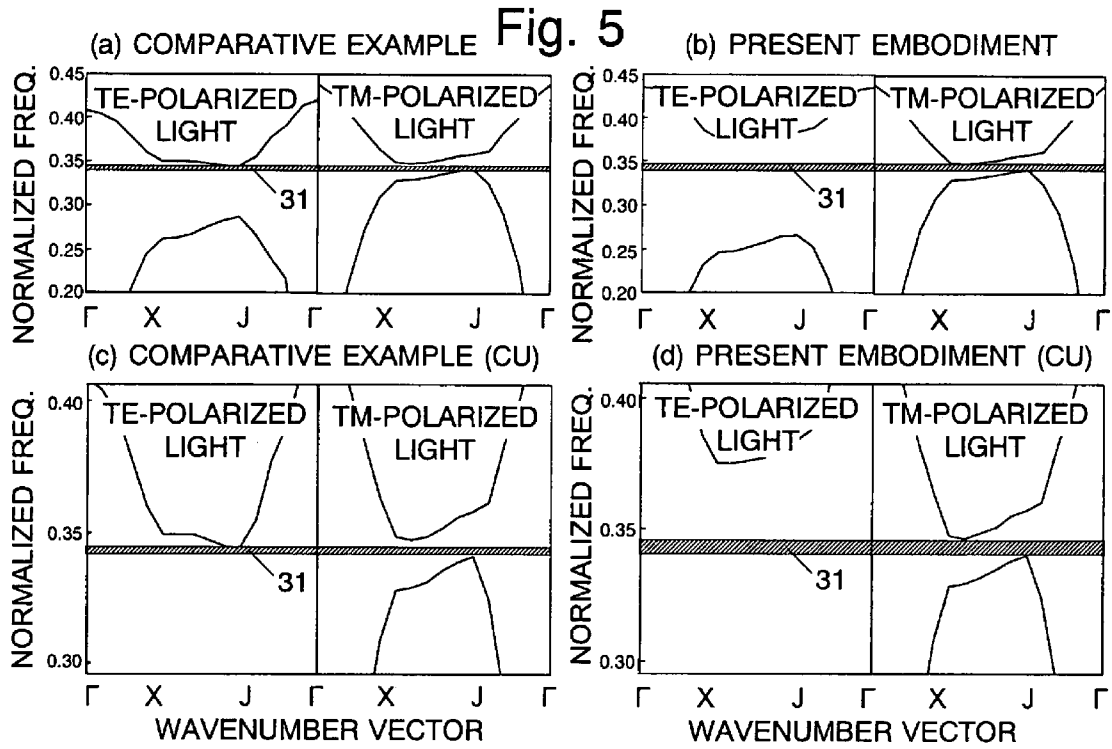 Fig. 5
(a) COMPARATIVE EXAMPLE
(b) PRESENT EMBODIMENT
NORMALIZED FREQ.
0.45
0.40
0.35
0.30
0.25
0.20
TE-POLARIZED
LIGHT
TM-POLARIZED
LIGHT
31
Γ X J Γ X J Γ
NORMALIZED FREQ.
0.45
0.40
0.35
0.30
0.25
0.20
TE-POLARIZED
LIGHT
TM-POLARIZED
LIGHT
31
Γ X J Γ X J Γ
(c) COMPARATIVE EXAMPLE (CU)
(d) PRESENT EMBODIMENT (CU)
NORMALIZED FREQ.
0.40
0.35
0.30
TE-POLARIZED
LIGHT
TM-POLARIZED
LIGHT
31
Γ X J Γ X J Γ
WAVENUMBER VECTOR
NORMALIZED FREQ.
0.40
0.35
0.30
TE-POLARIZED
LIGHT
TM-POLARIZED
LIGHT
31
Γ X J Γ X J Γ
WAVENUMBER VECTOR